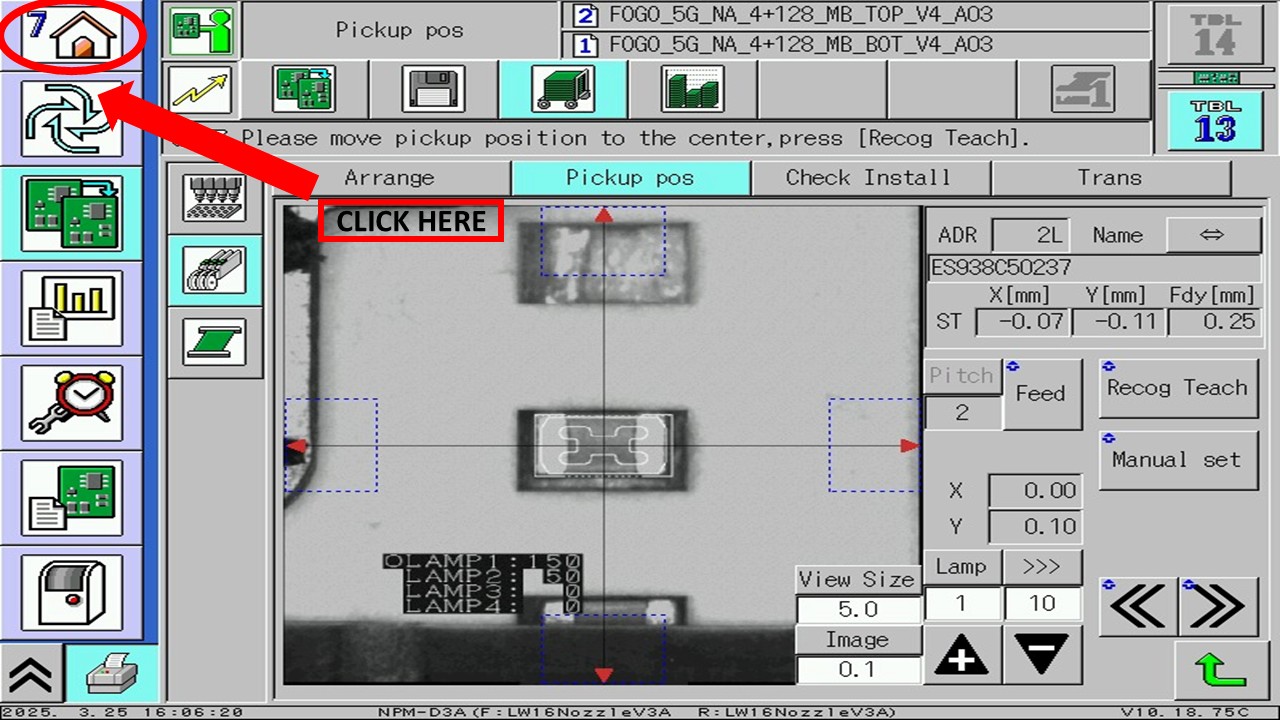 7
Pickup pos
2 FOGO_5G_NA_4+128_MB_TOP_V4_A03
1 FOGO_5G_NA_4+128_MB_BOT_V4_A03
TBL
14
TBL
13
Please move pickup position to the center,press [Recog Teach].
Arrange
Pickup pos
Check Install
Trans
CLICK HERE
ADR 2L Name
ES938C50237
X[mm] Y[mm] Fdy[mm]
ST -0.07 -0.11 0.25
Pitch
2
Feed
Recog Teach
Manual set
X 0.00
Y 0.10
LAMP1:150
LAMP2: 50
LAMP3: 0
LAMP4: 0
View Size
5.0
Image
0.1
Lamp >>>
1 10
2025. 3.25 16:06:20 NPM-D3A(F:LW16NozzleV3A R:LW16NozzleV3A) V10.18.75C